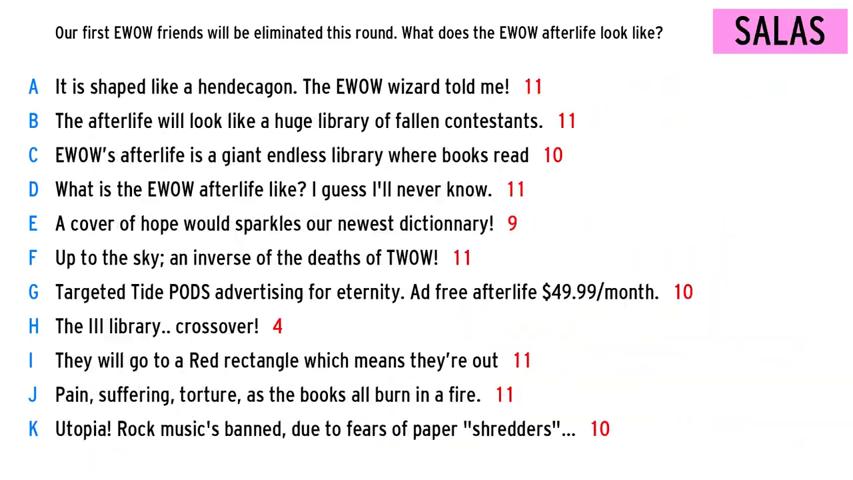 Our first EWOW friends will be eliminated this round. What does the EWOW afterlife look like?
SALAS
A It is shaped like a hendecagon. The EWOW wizard told me! 11
B The afterlife will look like a huge library of fallen contestants. 11
C EWOW's afterlife is a giant endless library where books read 10
D What is the EWOW afterlife like? I guess I'll never know. 11
E A cover of hope would sparkles our newest dictionnary! 9
F Up to the sky; an inverse of the deaths of TWOW! 11
G Targeted Tide PODS advertising for eternity. Ad free afterlife $49.99/month. 10
H The III library.. crossover! 4
I They will go to a Red rectangle which means they're out 11
J Pain, suffering, torture, as the books all burn in a fire. 11
K Utopia! Rock music's banned, due to fears of paper "shredders"... 10